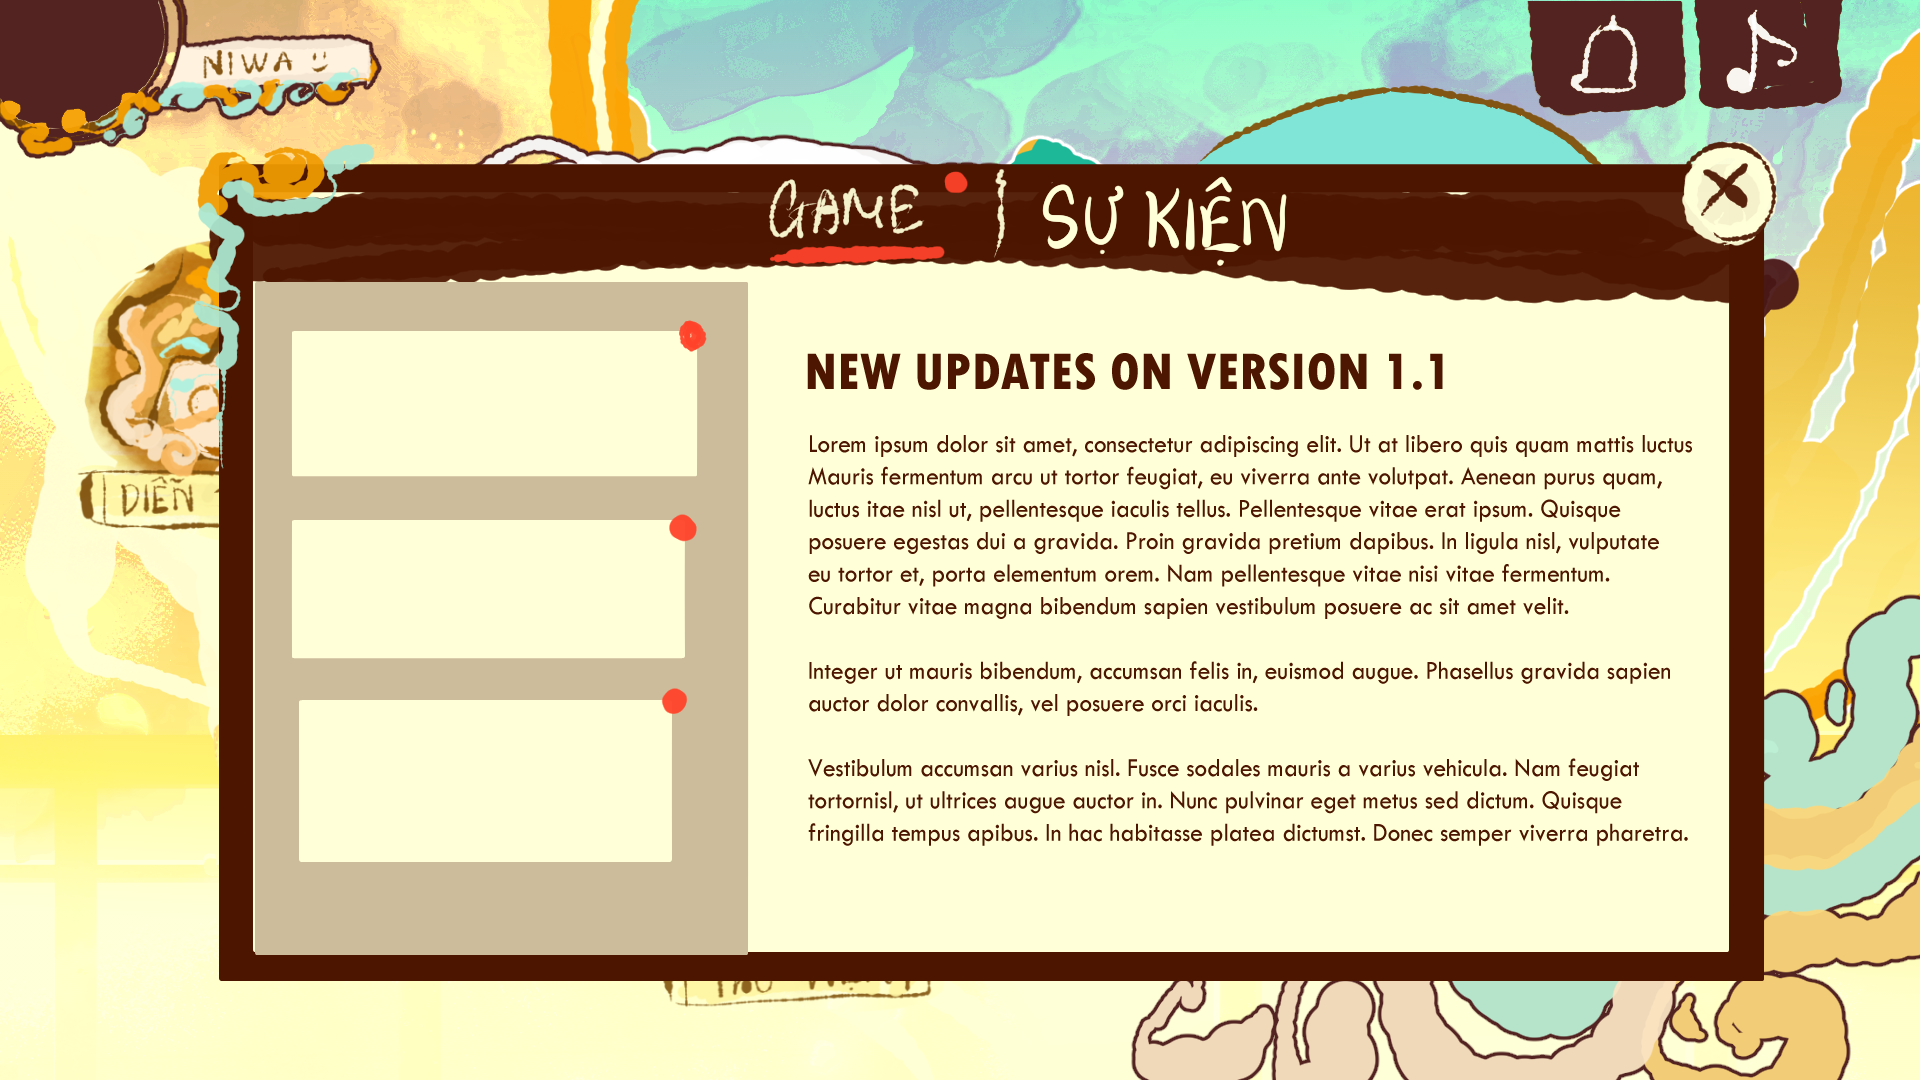 NIWA
GAME | SỰ KIỆN
DIỄN
NEW UPDATES ON VERSION 1.1
Lorem ipsum dolor sit amet, consectetur adipiscing elit. Ut at libero quis quam mattis luctus
Mauris fermentum arcu ut tortor feugiat, eu viverra ante volutpat. Aenean purus quam,
luctus itae nisl ut, pellentesque iaculis tellus. Pellentesque vitae erat ipsum. Quisque
posuere egestas dui a gravida. Proin gravida pretium dapibus. In ligula nisl, vulputate
eu tortor et, porta elementum orem. Nam pellentesque vitae nisi vitae fermentum.
Curabitur vitae magna bibendum sapien vestibulum posuere ac sit amet velit.
Integer ut mauris bibendum, accumsan felis in, euismod augue. Phasellus gravida sapien
auctor dolor convallis, vel posuere orci iaculis.
Vestibulum accumsan varius nisl. Fusce sodales mauris a varius vehicula. Nam feugiat
tortornisl, ut ultrices augue auctor in. Nunc pulvinar eget metus sed dictum. Quisque
fringilla tempus apibus. In hac habitasse platea dictumst. Donec semper viverra pharetra.